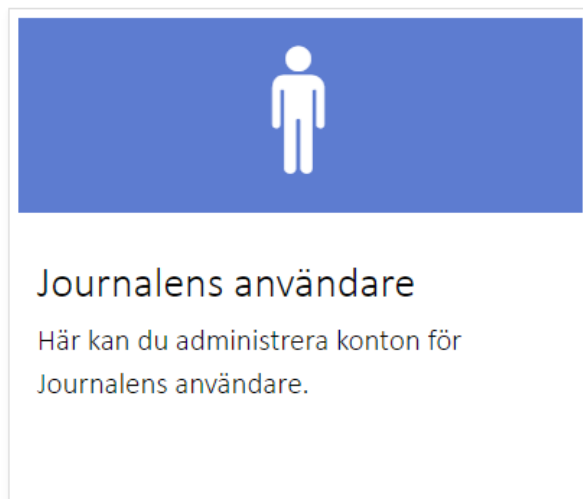 Journalens användare
Här kan du administrera konton för
Journalens användare.